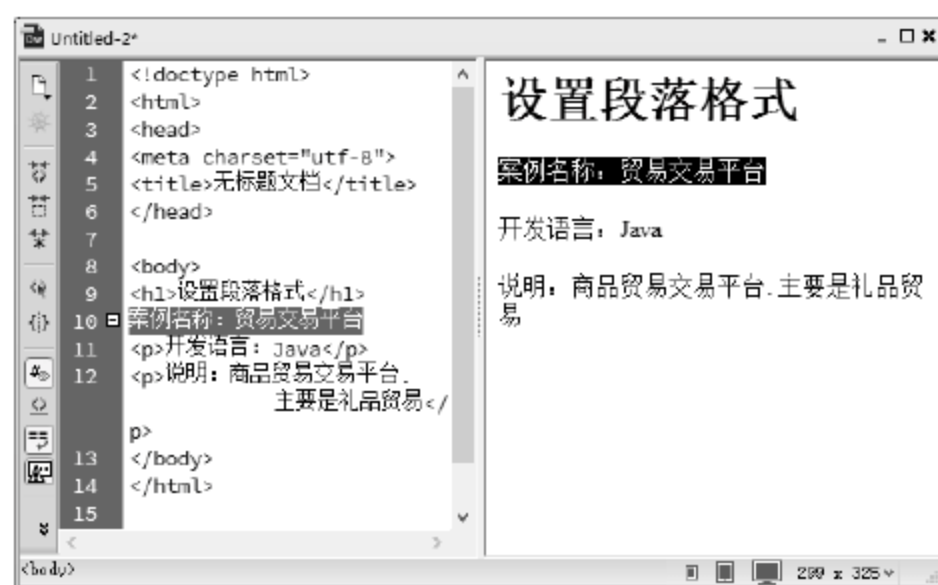 Untitled-2*
1 <!doctype html>
2 <html>
3 <head>
4 <meta charset="utf-8">
5 <title>无标题文档</title>
6 </head>
7
8 <body>
9 <h1>设置段落格式</h1>
10 案例名称：贸易交易平台
11 <p>开发语言：Java</p>
12 <p>说明：商品贸易交易平台.
主要是礼品贸易</
p>
13 </body>
14 </html>
15
设置段落格式
案例名称：贸易交易平台
开发语言：Java
说明：商品贸易交易平台.主要是礼品贸
易
<body>
299 x 325